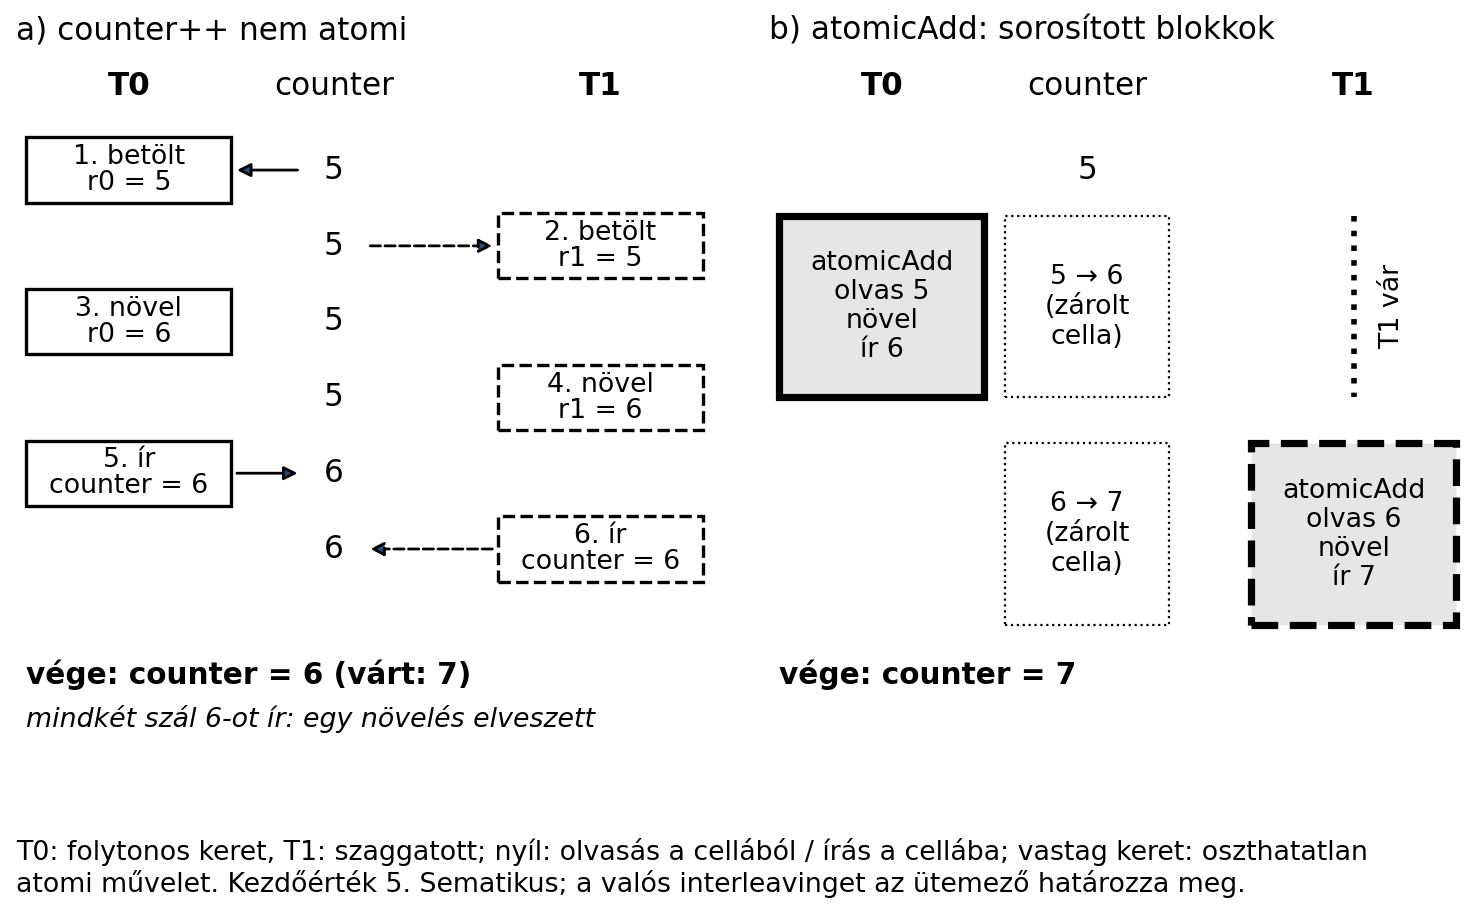 a) counter++ nem atomi
T0
counter
T1
1. betölt
r0 = 5
5
5
2. betölt
r1 = 5
3. növel
r0 = 6
5
5
4. növel
r1 = 6
5. ír
counter = 6
6
6
6. ír
counter = 6
vége: counter = 6 (várt: 7)
mindkét szál 6-ot ír: egy növelés elveszett
b) atomicAdd: sorosított blokkok
T0
counter
T1
5
atomicAdd
olvas 5
növel
ír 6
5 → 6
(zárolt
cella)
T1 vár
6 → 7
(zárolt
cella)
atomicAdd
olvas 6
növel
ír 7
vége: counter = 7
T0: folytonos keret, T1: szaggatott; nyíl: olvasás a cellából / írás a cellába; vastag keret: oszthatatlan
atomi művelet. Kezdőérték 5. Sematikus; a valós interleavinget az ütemező határozza meg.